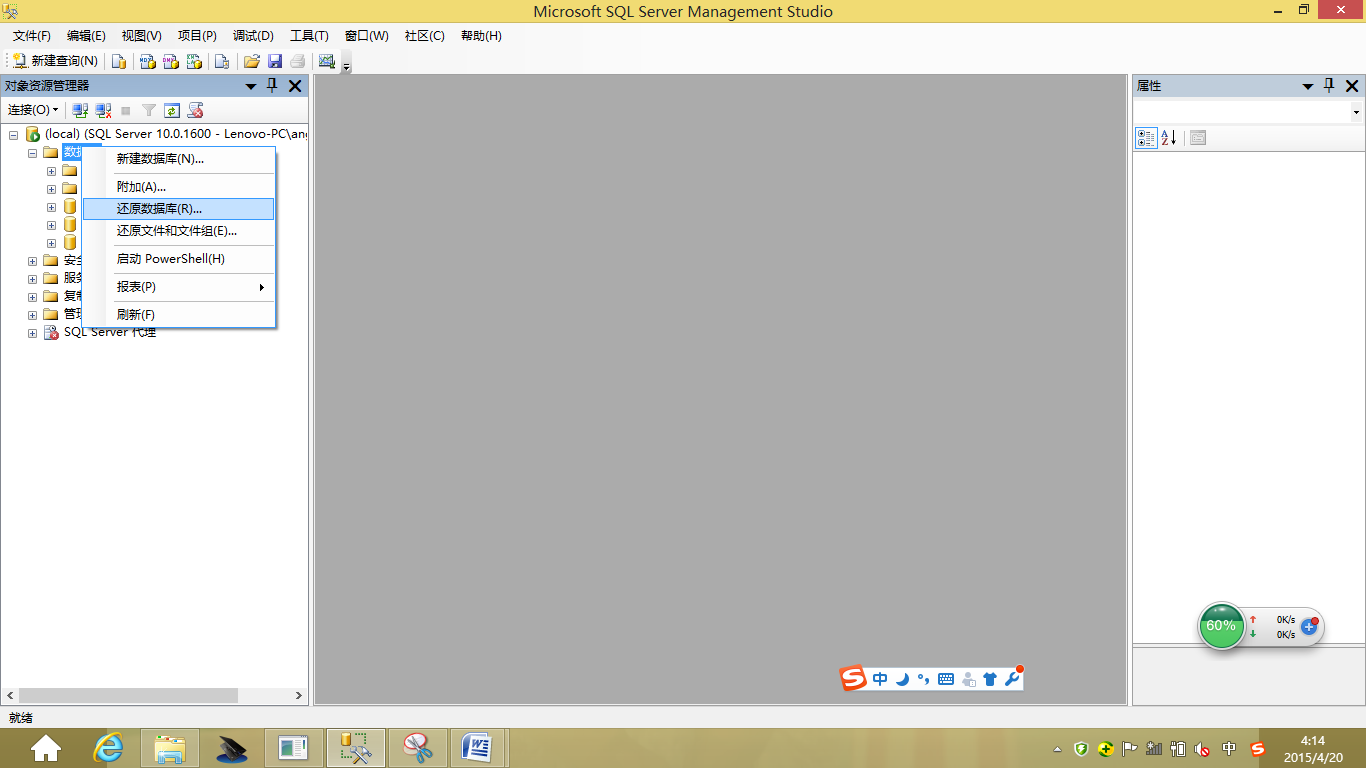 Microsoft SQL Server Management Studio
文件(F) 编辑(E) 视图(V) 项目(P) 调试(D) 工具(T) 窗口(W) 社区(C) 帮助(H)
新建查询(N)
对象资源管理器
连接(O)
(local) (SQL Server 10.0.1600 - Lenovo-PC\an
新建数据库(N)...
附加(A)...
还原数据库(R)...
还原文件和文件组(E)...
启动 PowerShell(H)
报表(P)
刷新(F)
SQL Server 代理
属性
60%
0K/s
0K/s
中
就绪
中
4:14
2015/4/20